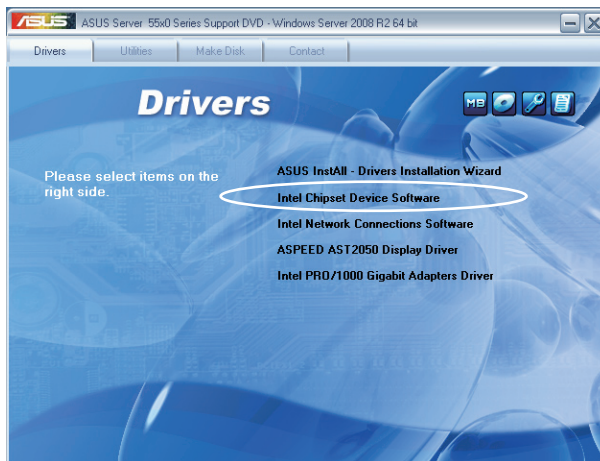 ASUS ASUS Server 55x0 Series Support DVD - Windows Server 2008 R2 64 bit
Drivers Utilities Make Disk Contact
Drivers
MB
Please select items on the
right side.
ASUS InstAll - Drivers Installation Wizard
Intel Chipset Device Software
Intel Network Connections Software
ASPEED AST2050 Display Driver
Intel PRO/1000 Gigabit Adapters Driver